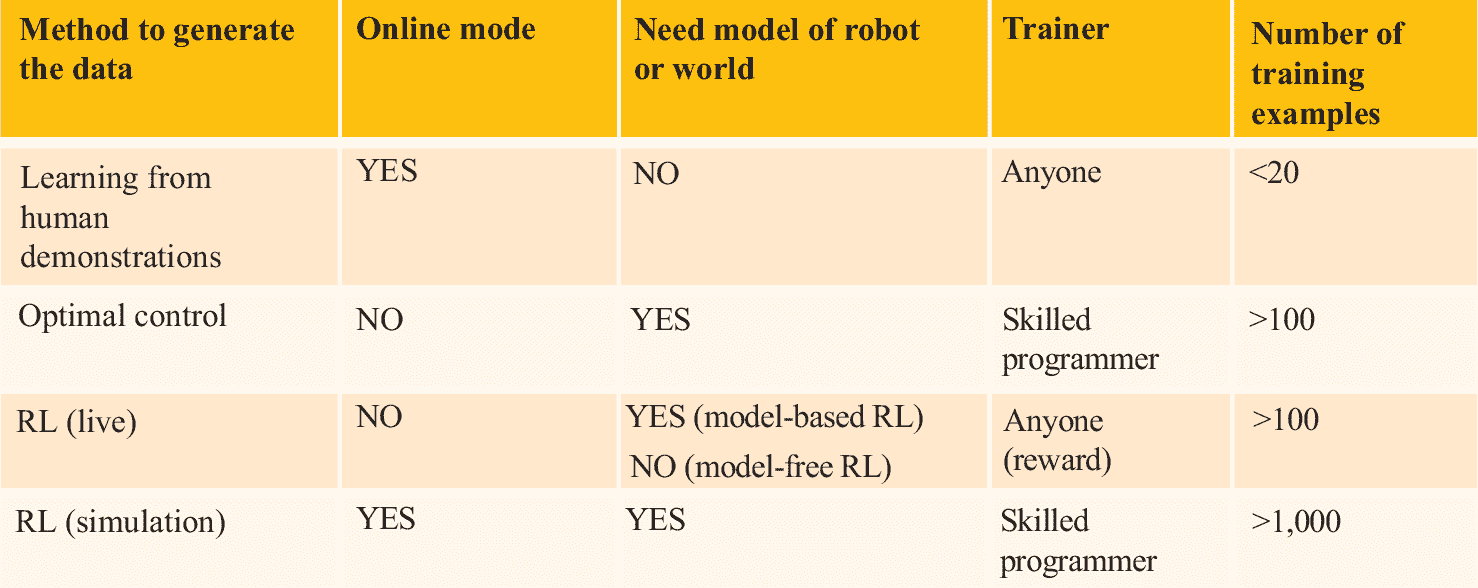 Method to generate
the data
Online mode
Need model of robot
or world
Trainer
Number of
training
examples
Learning from
human
demonstrations
YES
NO
Anyone
<20
Optimal control
NO
YES
Skilled
programmer
>100
RL (live)
NO
YES (model-based RL)
NO (model-free RL)
Anyone
(reward)
>100
RL (simulation)
YES
YES
Skilled
programmer
>1,000